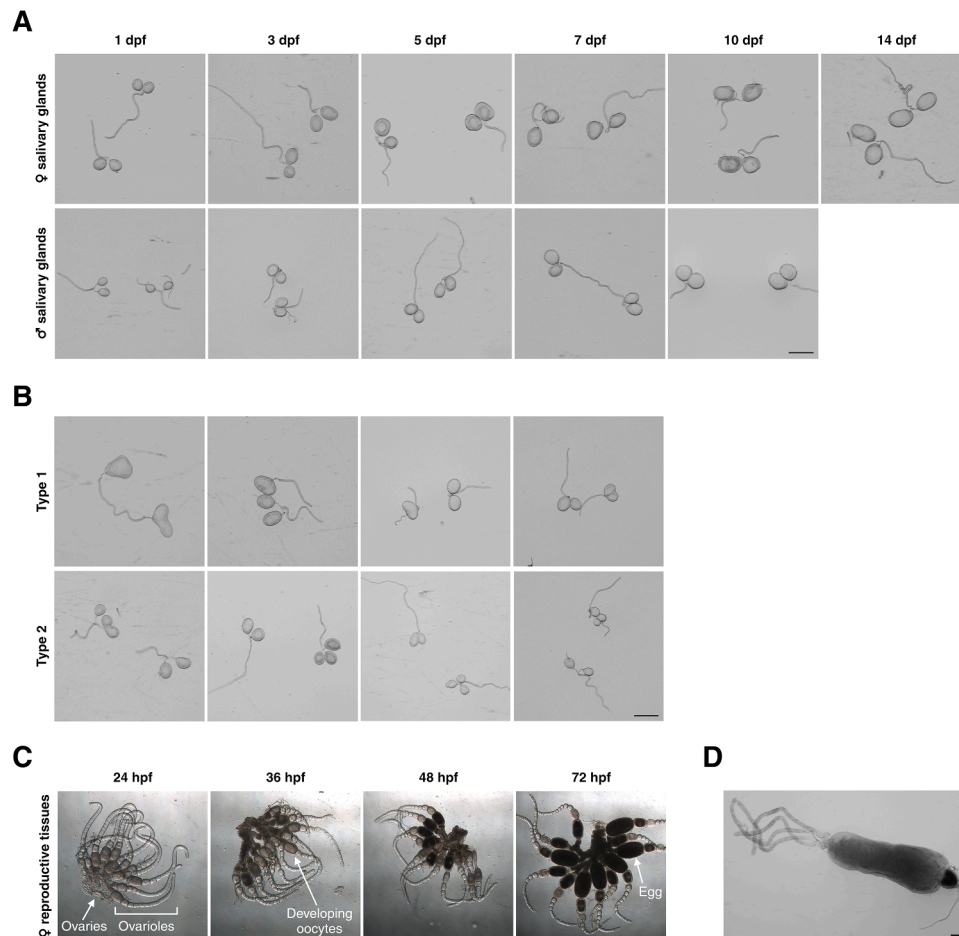 A
1 dpf 3 dpf 5 dpf 7 dpf 10 dpf 14 dpf
♀ salivary glands
♂ salivary glands
B
Type 1
Type 2
C
24 hpf 36 hpf 48 hpf 72 hpf
♀ reproductive tissues
Ovaries
Ovarioles
Developing
oocytes
Egg
D